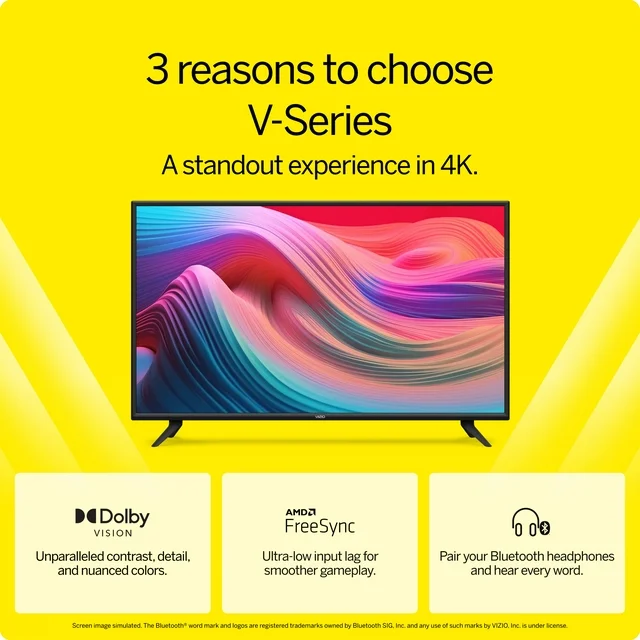 3 reasons to choose
V-Series
A standout experience in 4K.
VIZIO
Dolby
VISION
Unparalleled contrast, detail,
and nuanced colors.
AMD
FreeSync
Ultra-low input lag for
smoother gameplay.
Pair your Bluetooth headphones
and hear every word.
Screen image simulated. The Bluetooth® word mark and logos are registered trademarks owned by Bluetooth SIG, Inc. and any use of such marks by VIZIO, Inc. is under license.